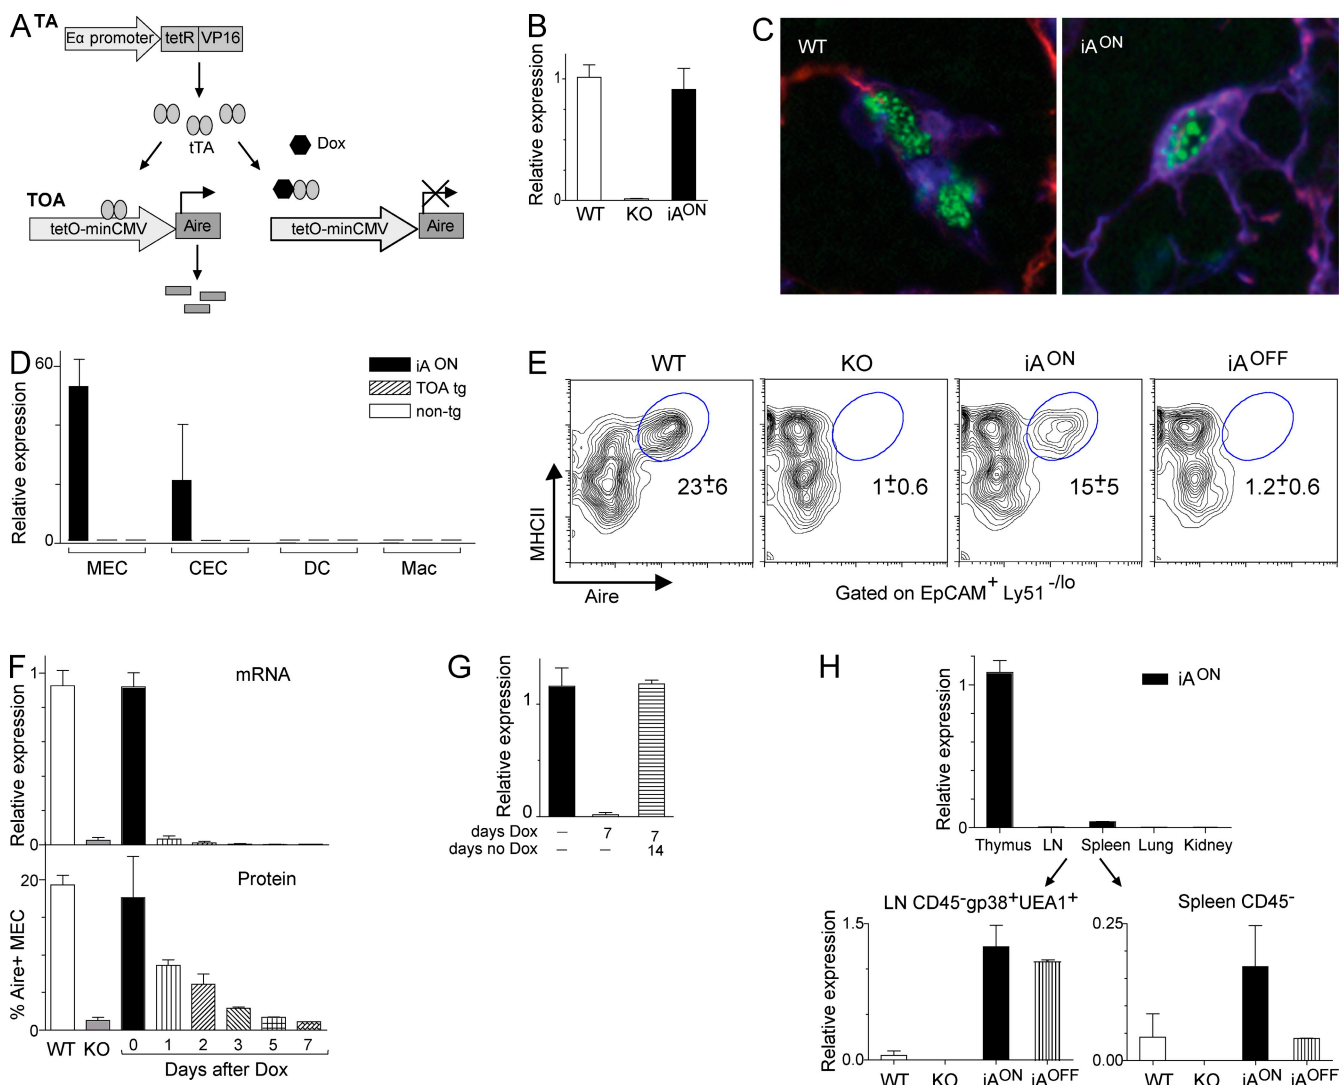 A TA
Eα promoter tetR VP16
tTA
Dox
TOA
tetO-minCMV Aire
tetO-minCMV Aire
B
Relative expression
1
0
WT KO iA^ON
C
WT
iA^ON
D
Relative expression
60
0
iA ON
TOA tg
non-tg
MEC CEC DC Mac
E
WT KO iA^ON iA^OFF
23±6 1±0.6 15±5 1.2±0.6
MHCII
Aire
Gated on EpCAM+ Ly51 -/lo
F
mRNA
Relative expression
1
0
Protein
% Aire+ MEC
20
0
WT KO 0 1 2 3 5 7
Days after Dox
G
Relative expression
1
0
days Dox – 7 7
days no Dox – – 14
H
Relative expression
1
0
iA^ON
Thymus LN Spleen Lung Kidney
LN CD45-gp38+UEA1+
Relative expression
1.5
0.0
WT KO iA^ON iA^OFF
Spleen CD45-
0.25
0.00
WT KO iA^ON iA^OFF